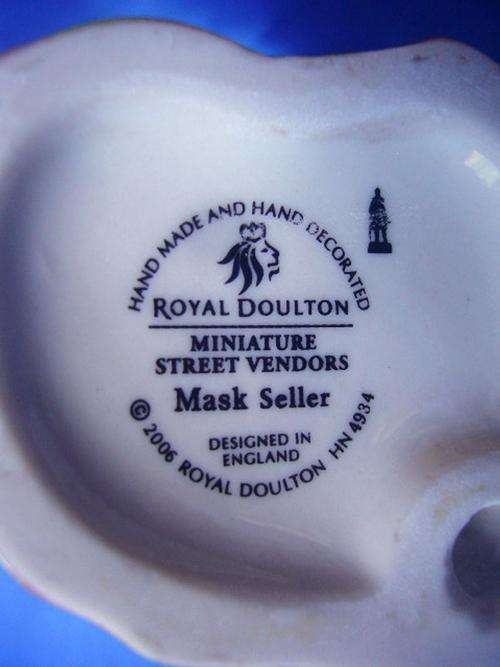 HAND MADE AND HAND DECORATED
ROYAL DOULTON
MINIATURE
STREET VENDORS
Mask Seller
DESIGNED IN
ENGLAND
© 2006 ROYAL DOULTON HN 4934